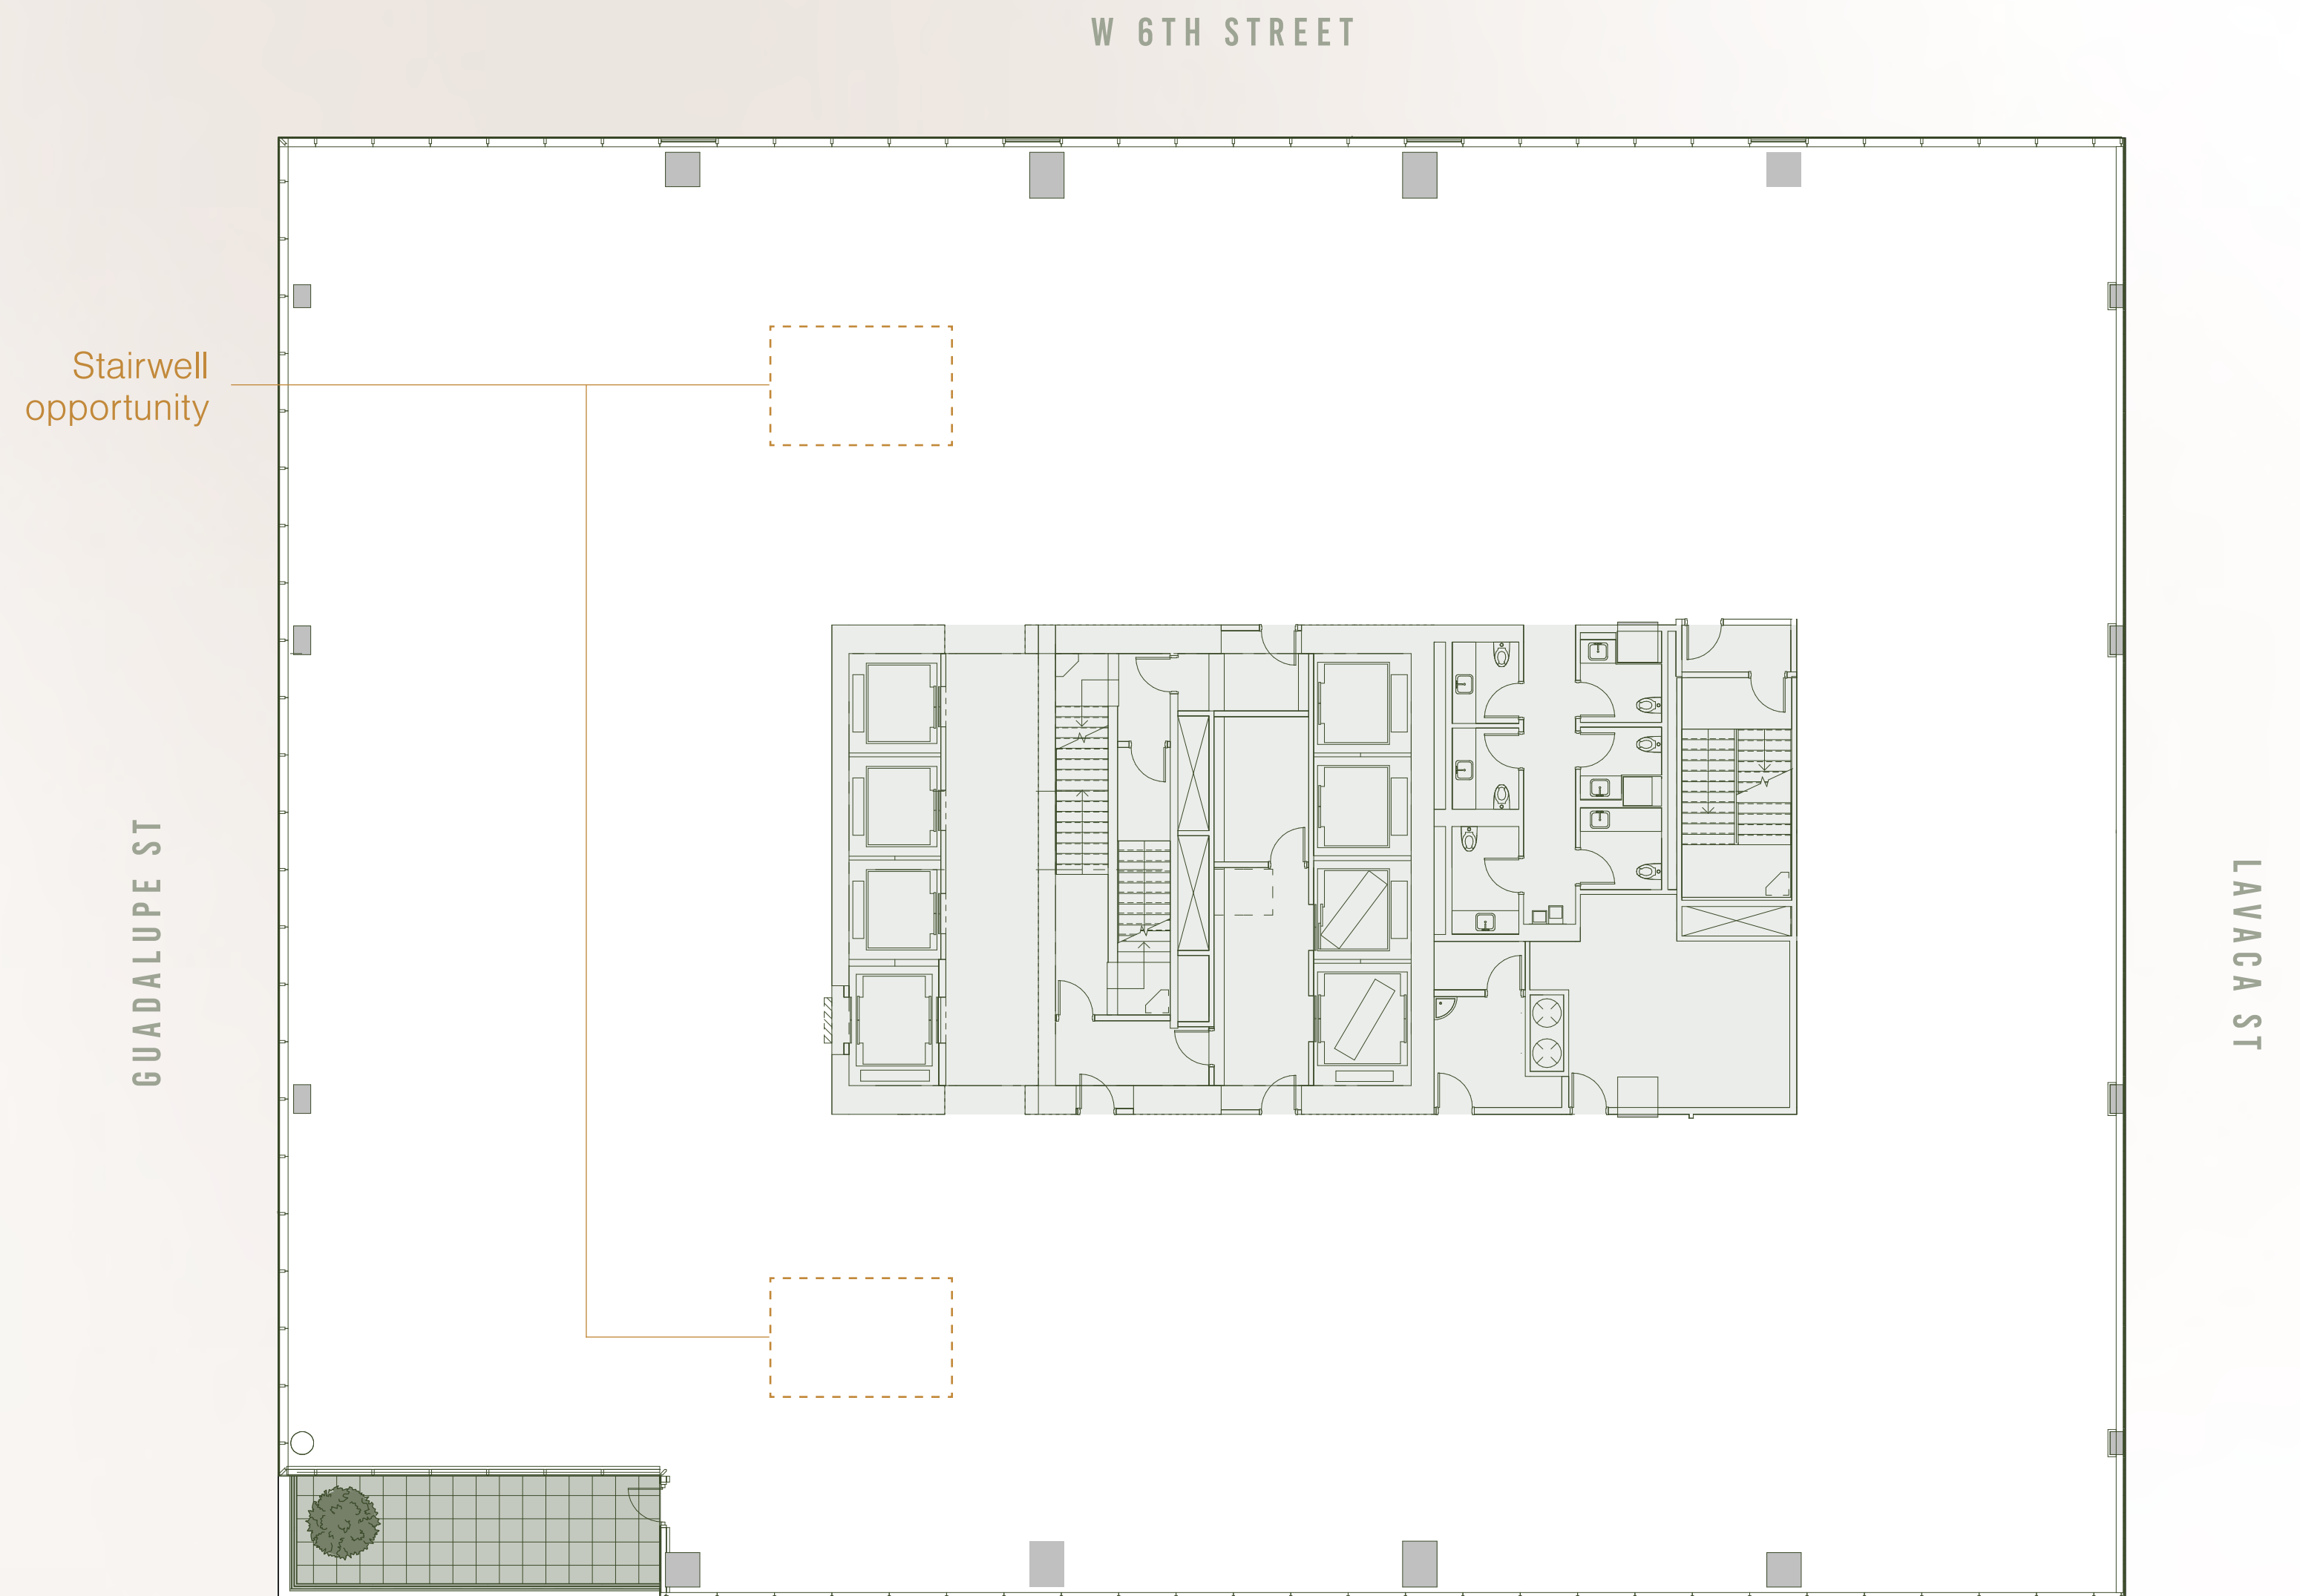 W 6TH STREET
Stairwell
opportunity
GUADALUPE ST
LAVACA ST